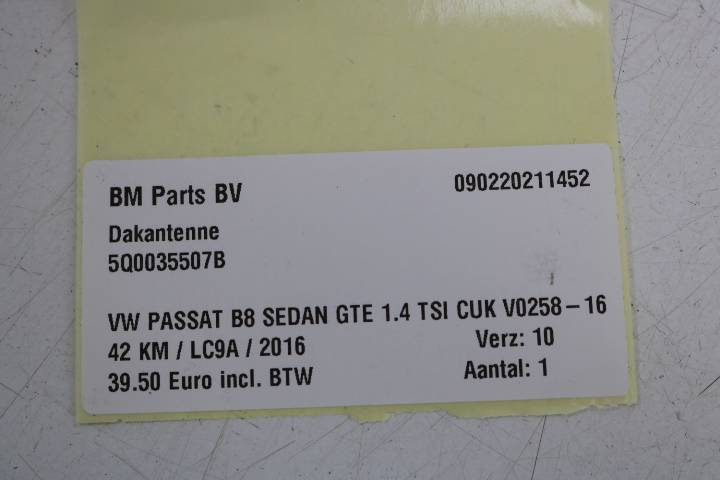 BM Parts BV 090220211452
Dakantenne
5Q0035507B
VW PASSAT B8 SEDAN GTE 1.4 TSI CUK V0258-16
42 KM / LC9A / 2016 Verz: 10
39.50 Euro incl. BTW Aantal: 1